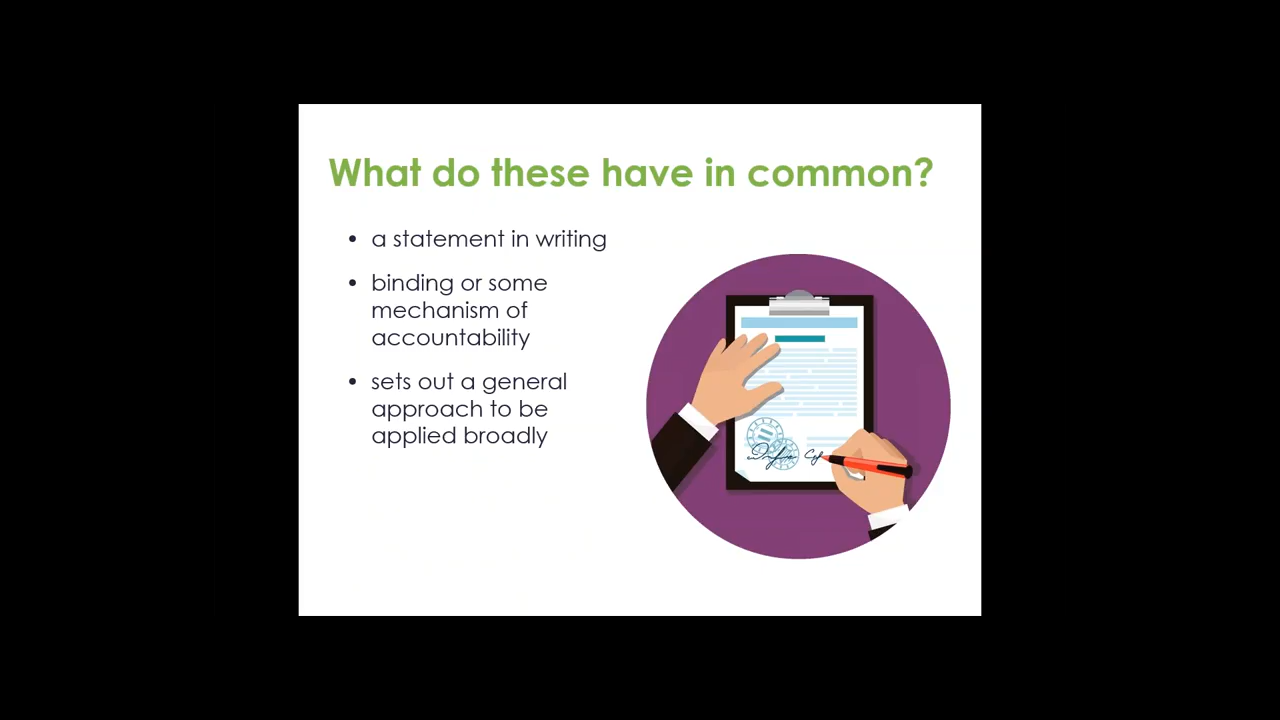 What do these have in common?
• a statement in writing
• binding or some
mechanism of
accountability
• sets out a general
approach to be
applied broadly